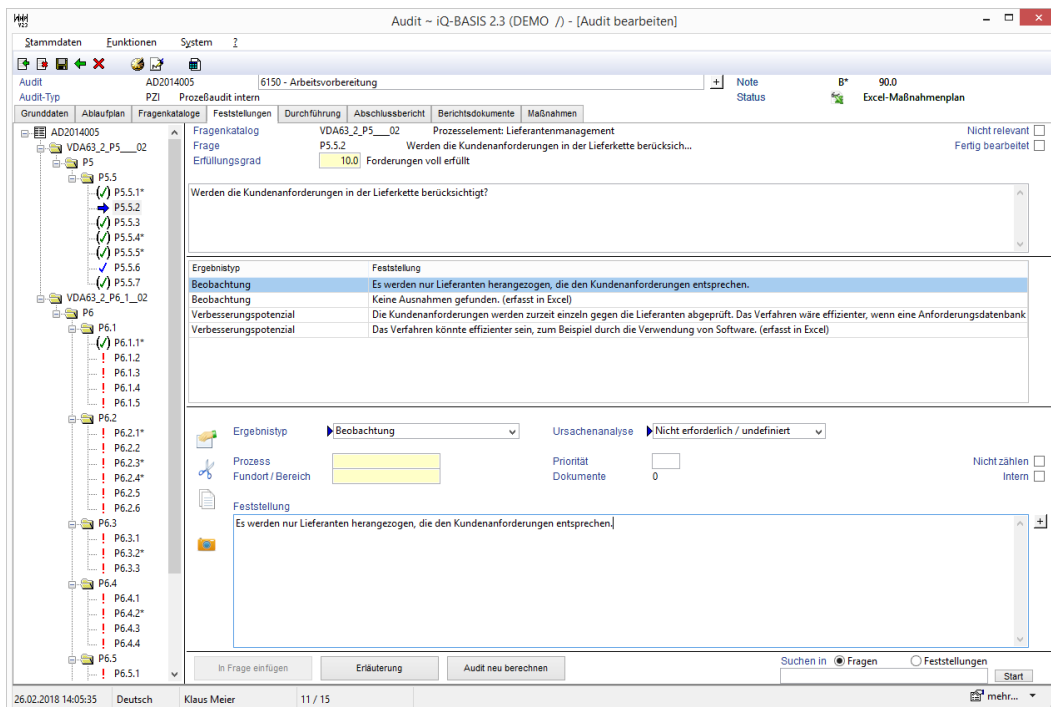 Audit ~ iQ-BASIS 2.3 (DEMO /) - [Audit bearbeiten]
Stammdaten Funktionen System ?
Audit AD2014005 6150 - Arbeitsvorbereitung + Note B* 90.0
Audit-Typ PZI Prozeßaudit intern Status Excel-Maßnahmenplan
Grunddaten Ablaufplan Fragenkataloge Feststellungen Durchführung Abschlussbericht Berichtsdokumente Maßnahmen
AD2014005
VDA63_2_P5___02
P5
P5.5
P5.5.1*
P5.5.2
P5.5.3
P5.5.4*
P5.5.5*
P5.5.6
P5.5.7
VDA63_2_P6_1__02
P6
P6.1
P6.1.1*
P6.1.2
P6.1.3
P6.1.4
P6.1.5
P6.2
P6.2.1*
P6.2.2
P6.2.3*
P6.2.4*
P6.2.5
P6.2.6
P6.3
P6.3.1
P6.3.2*
P6.3.3
P6.4
P6.4.1
P6.4.2*
P6.4.3
P6.4.4
P6.5
P6.5.1
Fragenkatalog VDA63_2_P5___02 Prozesselement: Lieferantenmanagement Nicht relevant
Frage P5.5.2 Werden die Kundenanforderungen in der Lieferkette berücksich... Fertig bearbeitet
Erfüllungsgrad 10.0 Forderungen voll erfüllt
Werden die Kundenanforderungen in der Lieferkette berücksichtigt?
Ergebnistyp Feststellung
Beobachtung Es werden nur Lieferanten herangezogen, die den Kundenanforderungen entsprechen.
Beobachtung Keine Ausnahmen gefunden. (erfasst in Excel)
Verbesserungspotenzial Die Kundenanforderungen werden zurzeit einzeln gegen die Lieferanten abgeprüft. Das Verfahren wäre effizienter, wenn eine Anforderungsdatenbank
Verbesserungspotenzial Das Verfahren könnte effizienter sein, zum Beispiel durch die Verwendung von Software. (erfasst in Excel)
Ergebnistyp Beobachtung Ursachenanalyse Nicht erforderlich / undefiniert
Prozess Priorität Nicht zählen
Fundort / Bereich Dokumente 0 Intern
Feststellung
Es werden nur Lieferanten herangezogen, die den Kundenanforderungen entsprechen. +
In Frage einfügen Erläuterung Audit neu berechnen Suchen in Fragen Feststellungen
Start
26.02.2018 14:05:35 Deutsch Klaus Meier 11 / 15 mehr...